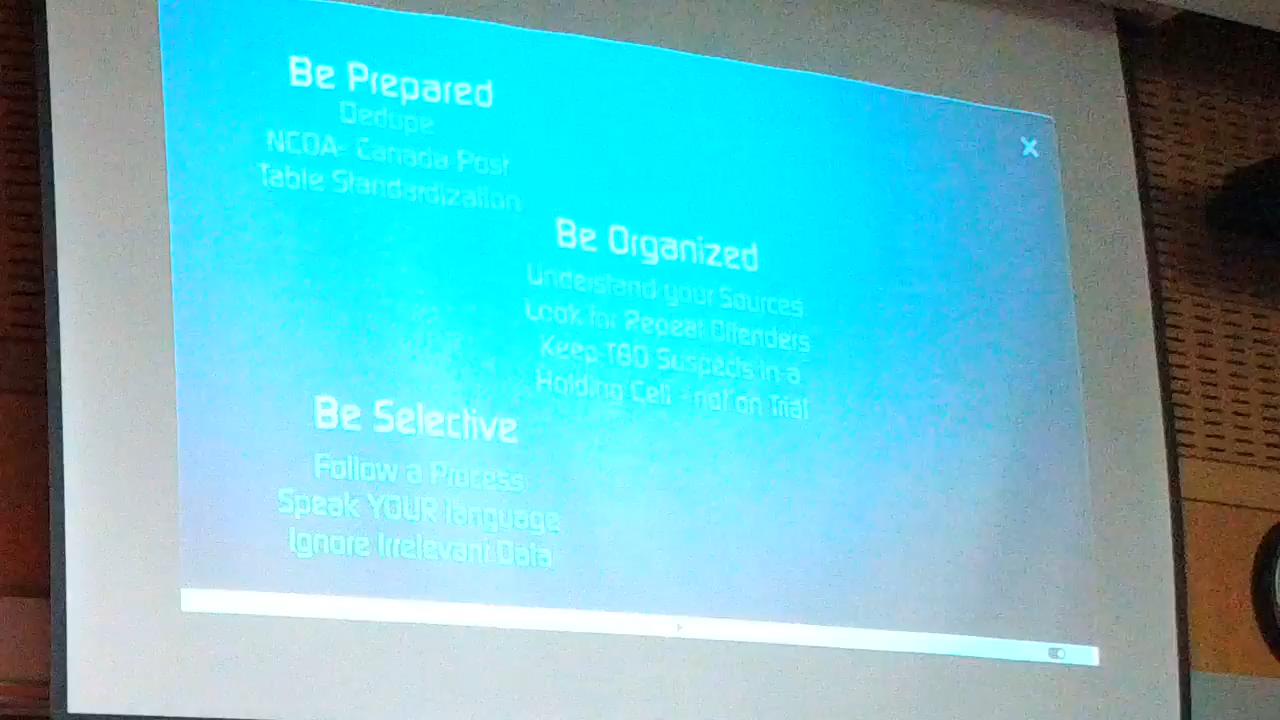 Be Prepared
Dedupe
NCOA- Canada Post
Table Standardization
Be Organized
Understand your Sources
Look for Repeat Offenders
Keep TBD Suspects in a
Holding Cell - not on Trial
Be Selective
Follow a Process
Speak YOUR language
Ignore Irrelevant Data